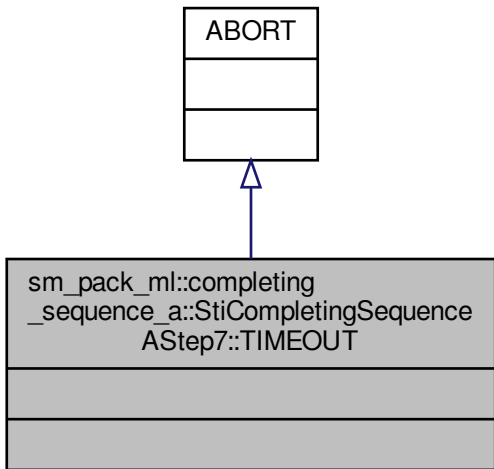 ABORT
sm_pack_ml::completing
_sequence_a::StiCompletingSequence
AStep7::TIMEOUT